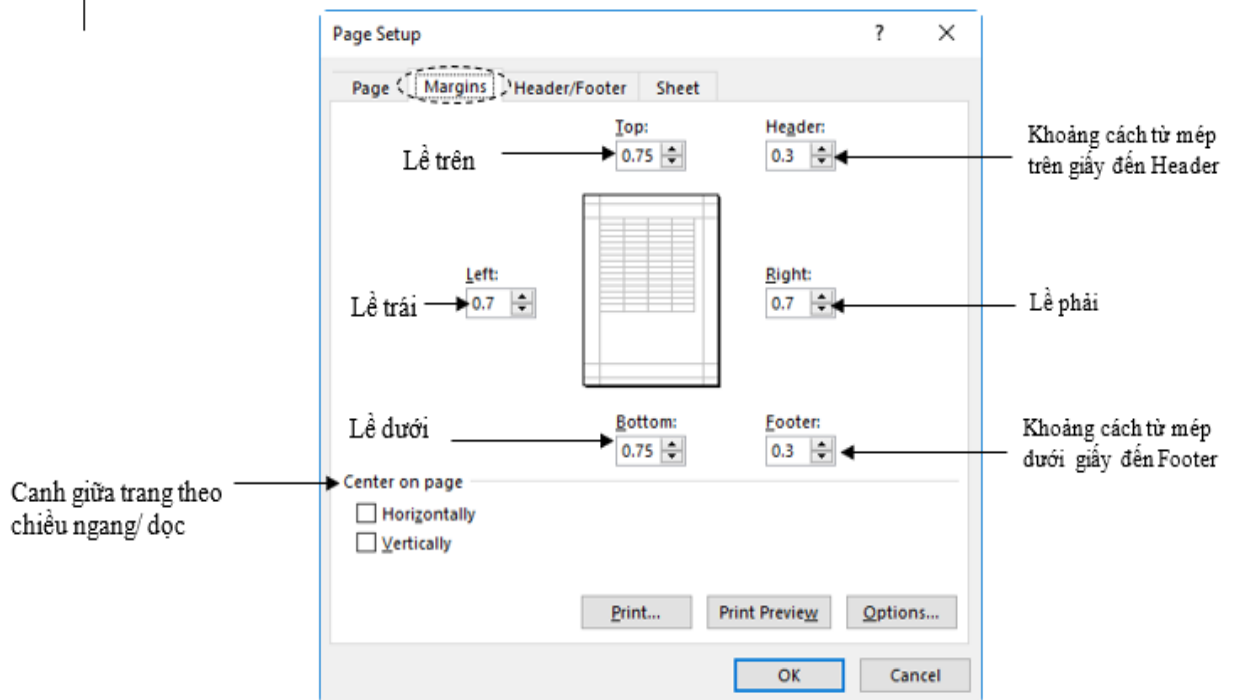 Page Setup
Page Margins Header/Footer Sheet
Top:
Header:
Lề trên
0.75
0.3
Khoảng cách từ mép
trên giấy đến Header
Left:
Right:
Lề trái
0.7
0.7
Lề phải
Lề dưới
Bottom:
Footer:
0.75
0.3
Khoảng cách từ mép
dưới giấy đến Footer
Canh giữa trang theo
chiều ngang/ dọc
Center on page
Horizontally
Vertically
Print... Print Preview Options...
OK Cancel